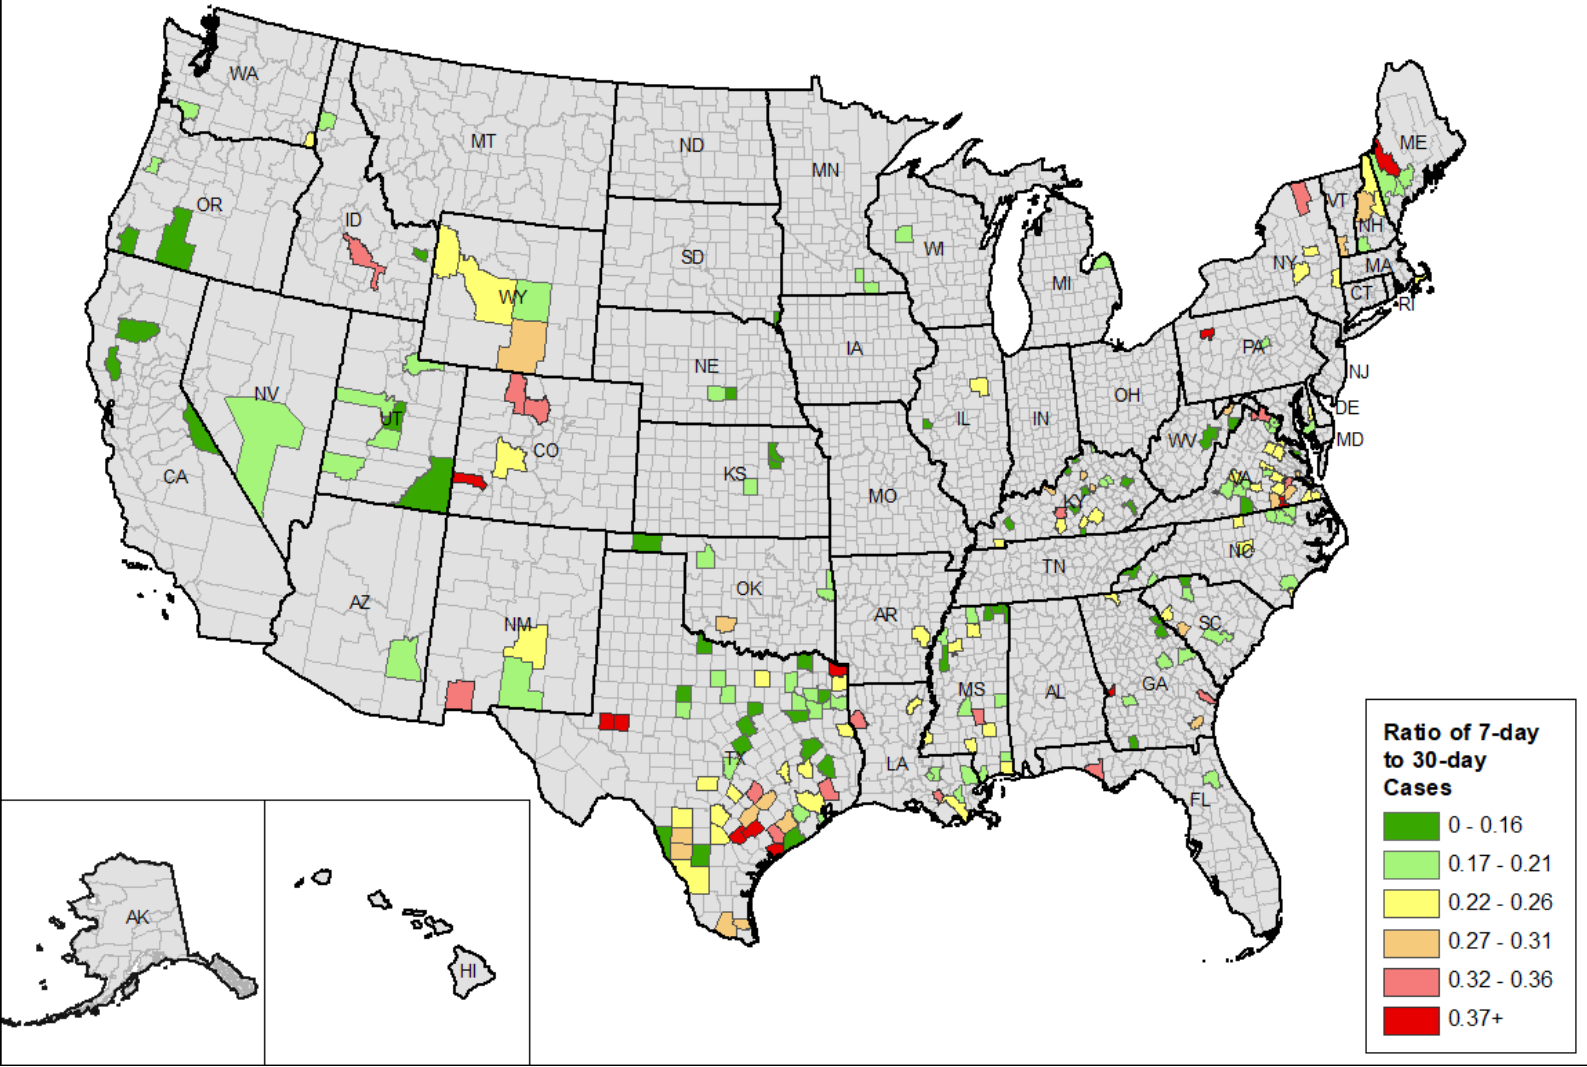 WA
MT
ND
MN
ME
OR
ID
SD
WI
MI
VT
NH
NY
MA
CT
RI
WY
NE
IA
PA
NJ
NV
UT
CO
IL
IN
OH
DE
MD
WV
CA
KS
MO
KY
VA
AZ
NM
OK
AR
TN
NC
SC
MS
AL
GA
TX
LA
FL
AK
HI
Ratio of 7-day
to 30-day
Cases
0 - 0.16
0.17 - 0.21
0.22 - 0.26
0.27 - 0.31
0.32 - 0.36
0.37+